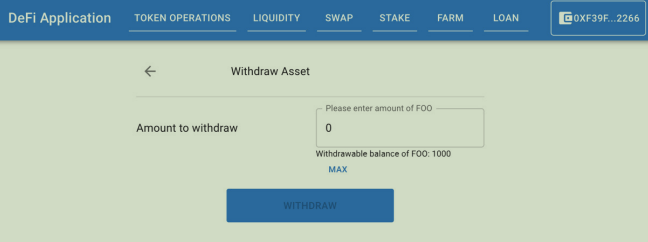 DeFi Application TOKEN OPERATIONS LIQUIDITY SWAP STAKE FARM LOAN 0XF39F...2266
Withdraw Asset
Please enter amount of FOO
Amount to withdraw 0
Withdrawable balance of FOO: 1000
MAX
WITHDRAW